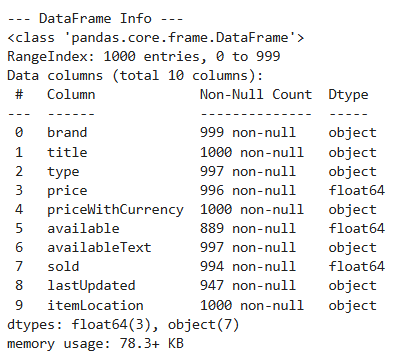 --- DataFrame Info ---
<class 'pandas.core.frame.DataFrame'>
RangeIndex: 1000 entries, 0 to 999
Data columns (total 10 columns):
 #   Column             Non-Null Count  Dtype
---  ------             --------------  -----
 0   brand              999 non-null    object
 1   title              1000 non-null   object
 2   type               997 non-null    object
 3   price              996 non-null    float64
 4   priceWithCurrency  1000 non-null   object
 5   available          889 non-null    float64
 6   availableText      997 non-null    object
 7   sold               994 non-null    float64
 8   lastUpdated        947 non-null    object
 9   itemLocation       1000 non-null   object
dtypes: float64(3), object(7)
memory usage: 78.3+ KB